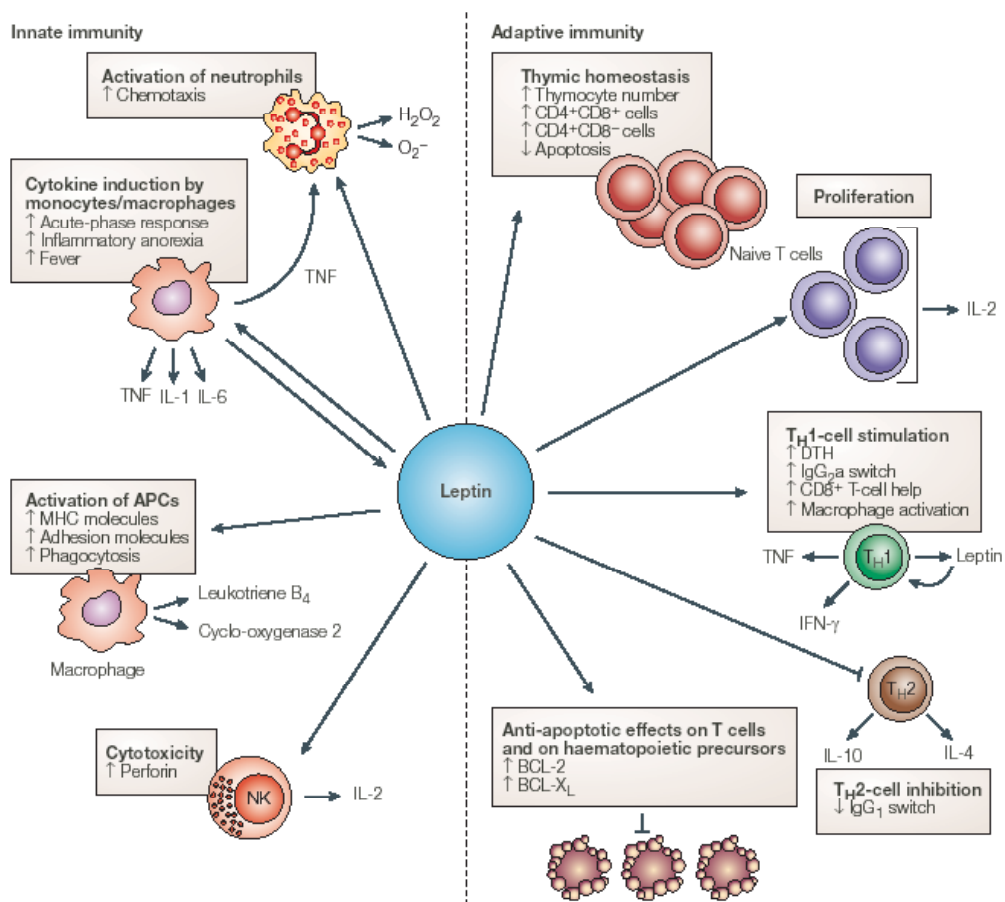 Innate immunity
Activation of neutrophils
↑ Chemotaxis
H₂O₂
O₂⁻
Cytokine induction by
monocytes/macrophages
↑ Acute-phase response
↑ Inflammatory anorexia
↑ Fever
TNF
TNF IL-1 IL-6
Leptin
Activation of APCs
↑ MHC molecules
↑ Adhesion molecules
↑ Phagocytosis
Leukotriene B₄
Cyclo-oxygenase 2
Macrophage
Cytotoxicity
↑ Perforin
NK
IL-2
Adaptive immunity
Thymic homeostasis
↑ Thymocyte number
↑ CD4⁺CD8⁺ cells
↑ CD4⁺CD8⁻ cells
↓ Apoptosis
Naive T cells
Proliferation
IL-2
T_H1-cell stimulation
↑ DTH
↑ IgG₂a switch
↑ CD8⁺ T-cell help
↑ Macrophage activation
TNF
T_H1
Leptin
IFN-γ
T_H2
IL-10
IL-4
T_H2-cell inhibition
↓ IgG₁ switch
Anti-apoptotic effects on T cells
and on haematopoietic precursors
↑ BCL-2
↑ BCL-X_L